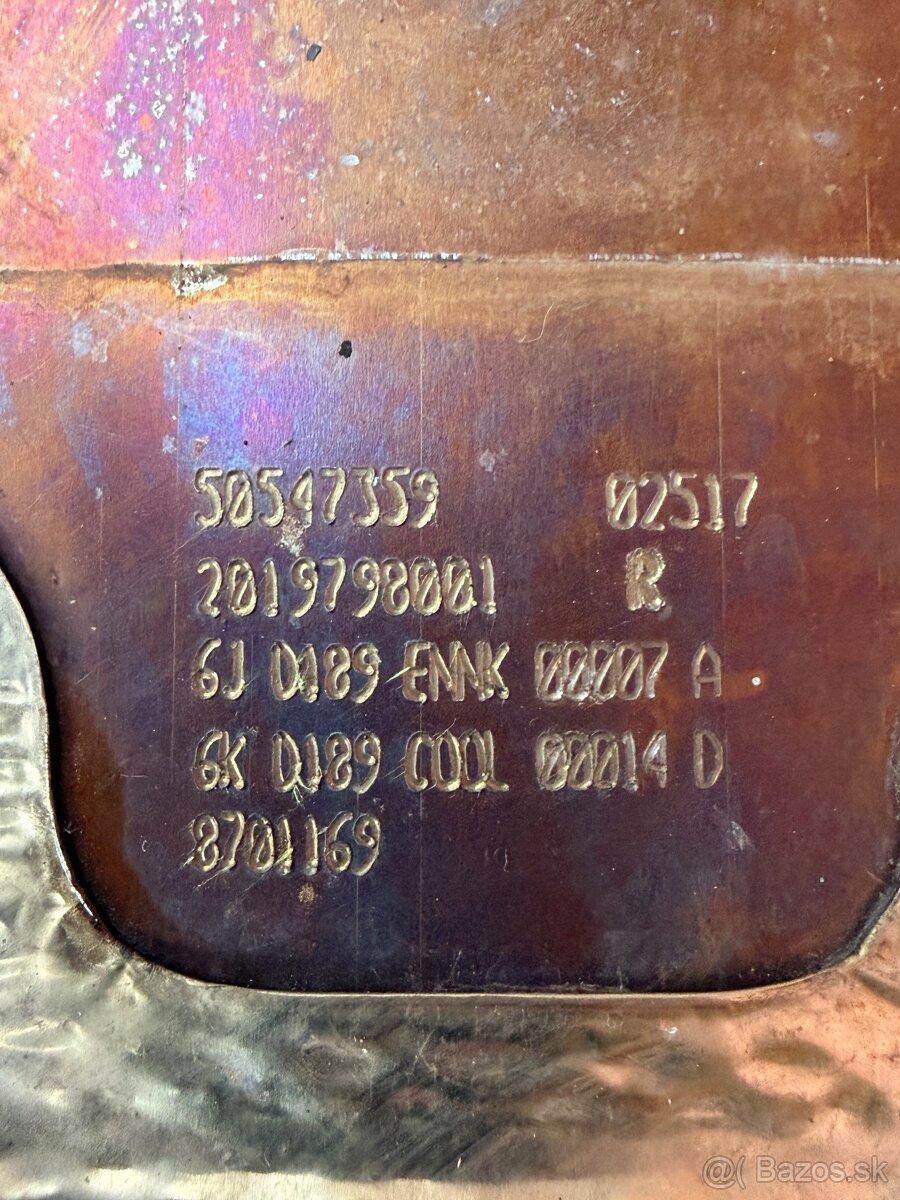 50547359 02517
2019798001 R
6J D189 ENNK 00007 A
6K D189 COOL 00014 D
8701169
@( Bazos.sk